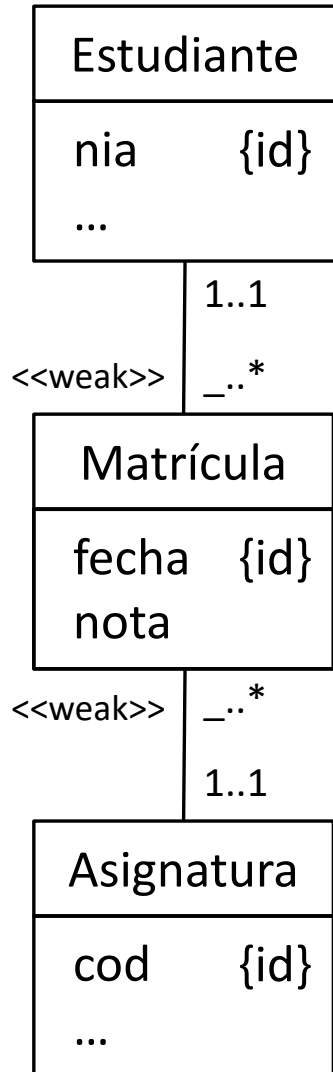 Estudiante
nia {id}
...
1..1
<<weak>> _..*
Matrícula
fecha {id}
nota
<<weak>> _..*
1..1
Asignatura
cod {id}
...